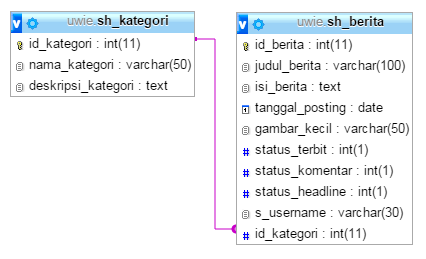 v uwie.sh_kategori
id_kategori : int(11)
nama_kategori : varchar(50)
deskripsi_kategori : text
v uwie.sh_berita
id_berita : int(11)
judul_berita : varchar(100)
isi_berita : text
tanggal_posting : date
gambar_kecil : varchar(50)
# status_terbit : int(1)
# status_komentar : int(1)
# status_headline : int(1)
s_username : varchar(30)
# id_kategori : int(11)